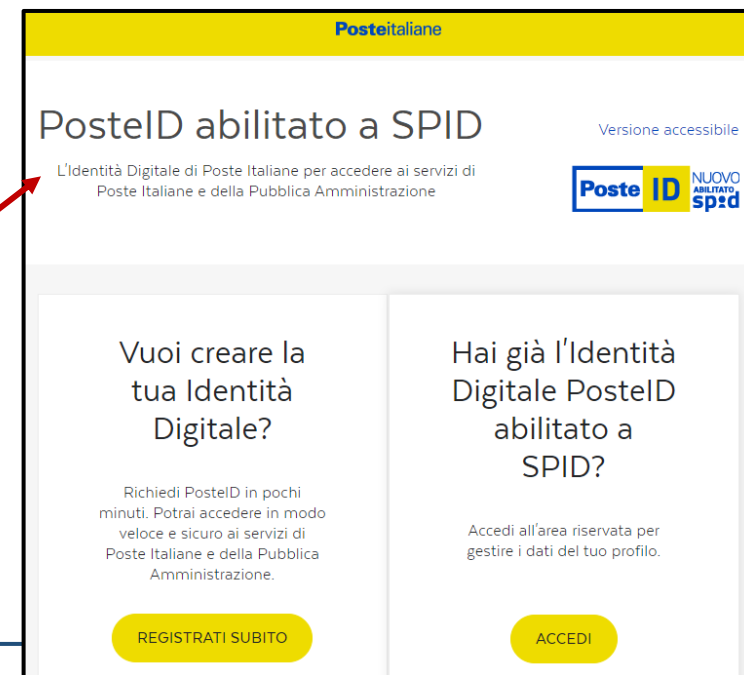 Posteitaliane
PosteID abilitato a SPID
Versione accessibile
L'Identità Digitale di Poste Italiane per accedere ai servizi di
Poste Italiane e della Pubblica Amministrazione
Poste ID NUOVO
ABILITATO
spid
Vuoi creare la
tua Identità
Digitale?
Richiedi PosteID in pochi
minuti. Potrai accedere in modo
veloce e sicuro ai servizi di
Poste Italiane e della Pubblica
Amministrazione.
REGISTRATI SUBITO
Hai già l'Identità
Digitale PosteID
abilitato a
SPID?
Accedi all'area riservata per
gestire i dati del tuo profilo.
ACCEDI